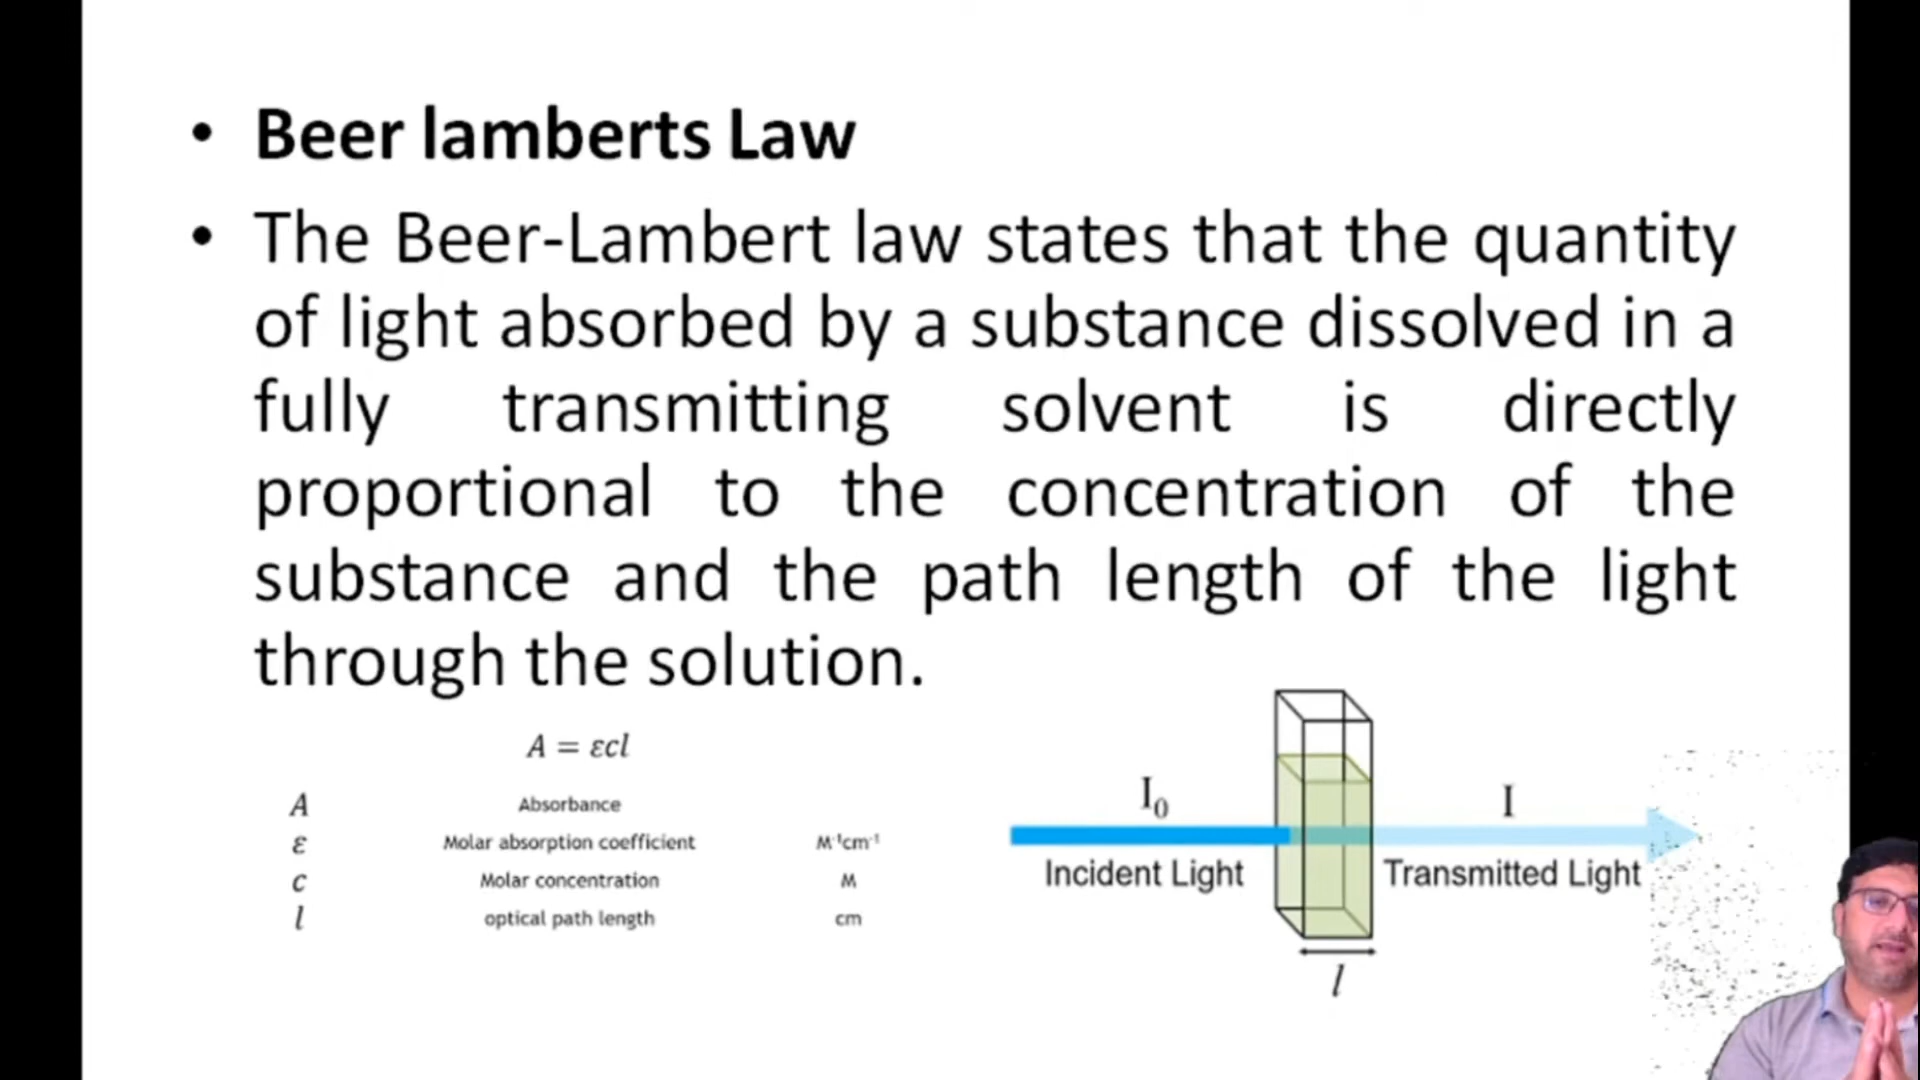 • Beer lamberts Law
• The Beer-Lambert law states that the quantity
of light absorbed by a substance dissolved in a
fully transmitting solvent is directly
proportional to the concentration of the
substance and the path length of the light
through the solution.
A = εcl
A Absorbance
ε Molar absorption coefficient M⁻¹cm⁻¹
c Molar concentration M
l optical path length cm
I₀
Incident Light
I
Transmitted Light
l